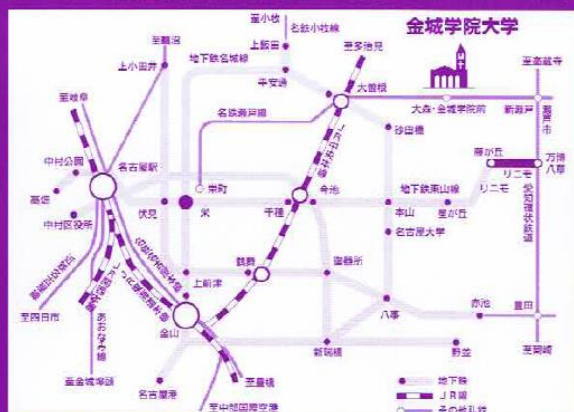 金城学院大学
至小牧
名鉄小牧線
至鵜沼
上飯田
至多治見
地下鉄名城線
上小田井
平安通
至高蔵寺
大曽根
至岐阜
名鉄瀬戸線
大森・金城学院前
新瀬戸
瀬戸市
砂田橋
中村公園
名古屋駅
藤が丘
万博八草
リニモ
リニモ
高畑
栄町
今池
地下鉄東山線
中村区役所
伏見
栄
千種
本山
星が丘
愛知環状鉄道
名古屋大学
鶴舞
御器所
上前津
至四日市
あおなみ線
金山
八事
赤池
豊田
新瑞橋
野並
至岡崎
至金城埠頭
名古屋港
至豊橋
至中部国際空港
地下鉄
JR線
その他私鉄